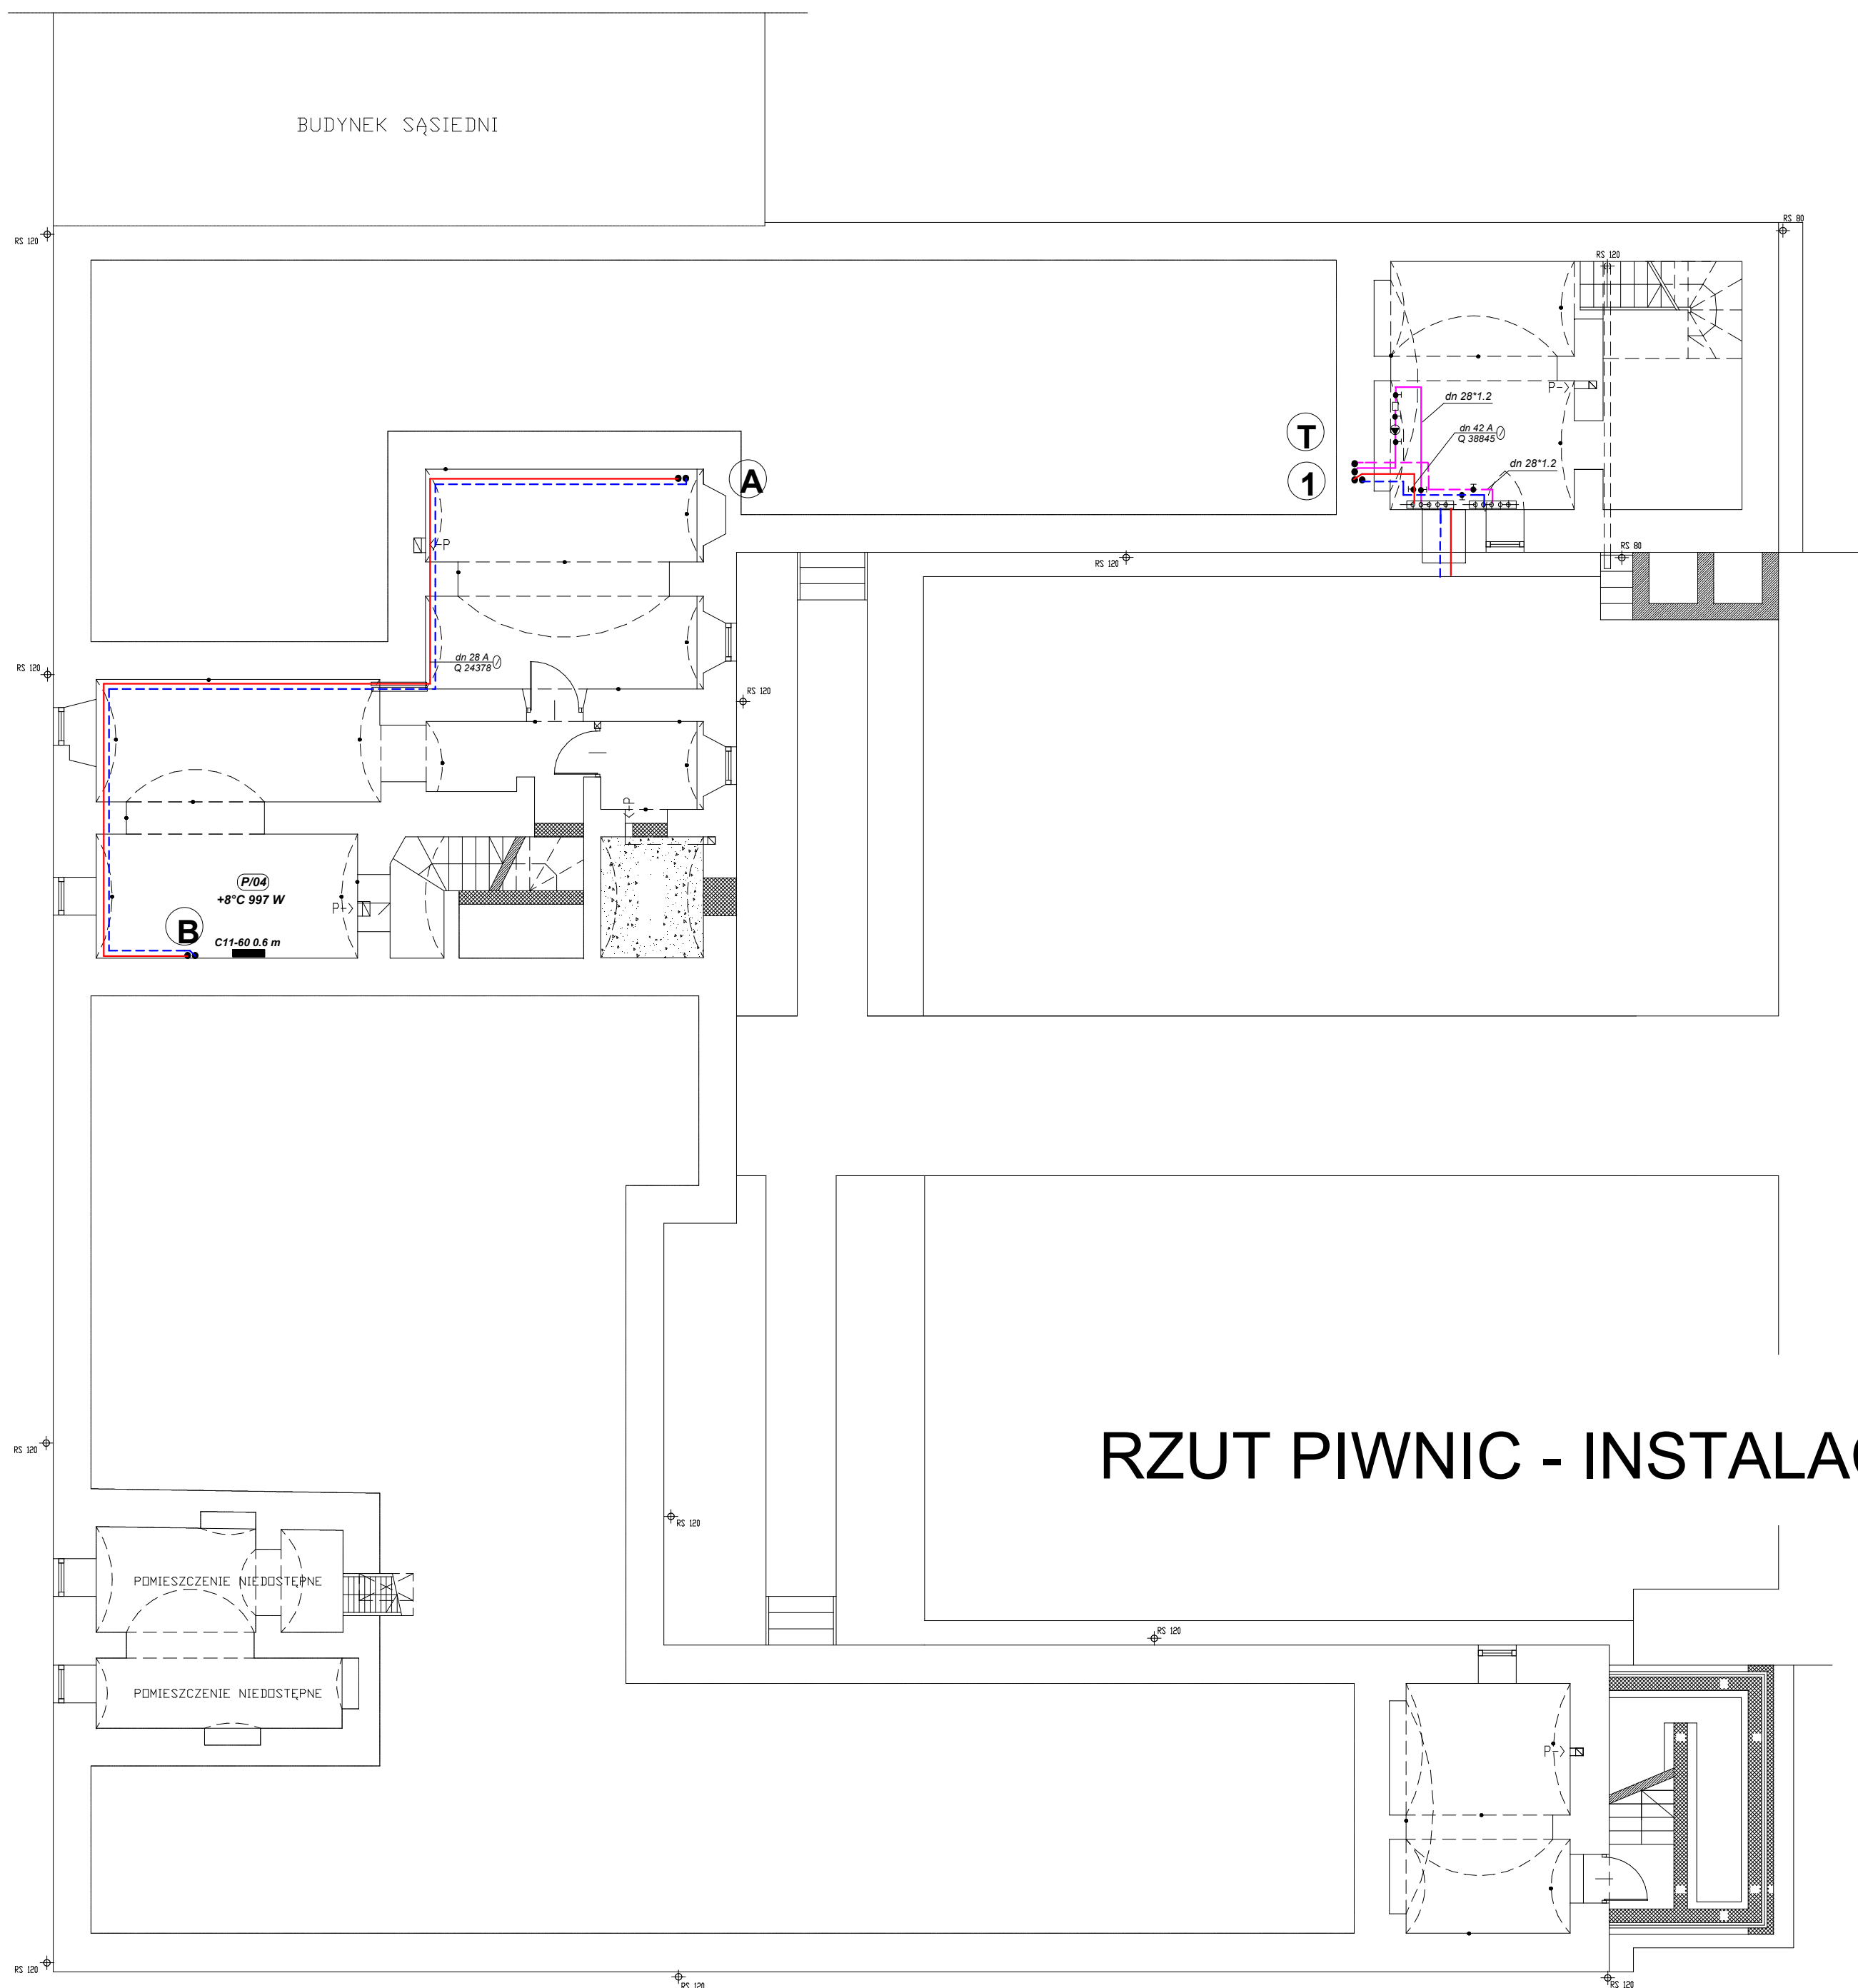 BUDYNEK SĄSIEDNI
RS 80
RS 120
RS 120
P->
dn 28*1.2
dn 42 A
Q 38845
T
dn 28*1.2
A
1
<-P
RS 80
RS 120
dn 28 A
Q 24378
RS 120
RS 120
P->
P/04
+8°C 997 W
P->
B
C11-60 0.6 m
RZUT PIWNIC - INSTALAC
RS 120
RS 120
POMIESZCZENIE NIEDOSTĘPNE
RS 120
POMIESZCZENIE NIEDOSTĘPNE
P->
RS 120
RS 120
RS 120